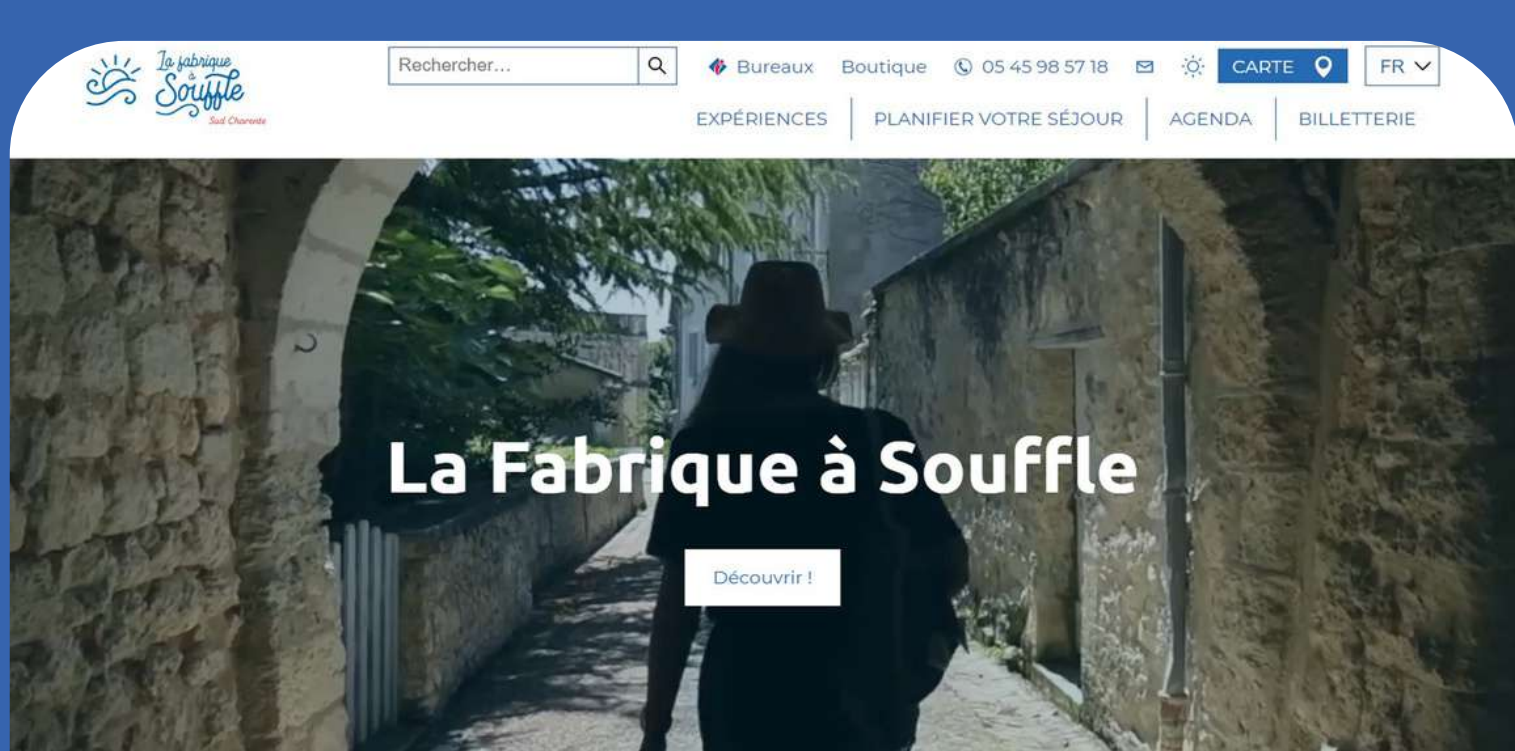 La fabrique
à
Souffle
Sud Charente
Rechercher...
Bureaux
Boutique
05 45 98 57 18
CARTE
FR
EXPÉRIENCES
PLANIFIER VOTRE SÉJOUR
AGENDA
BILLETTERIE
La Fabrique à Souffle
Découvrir !